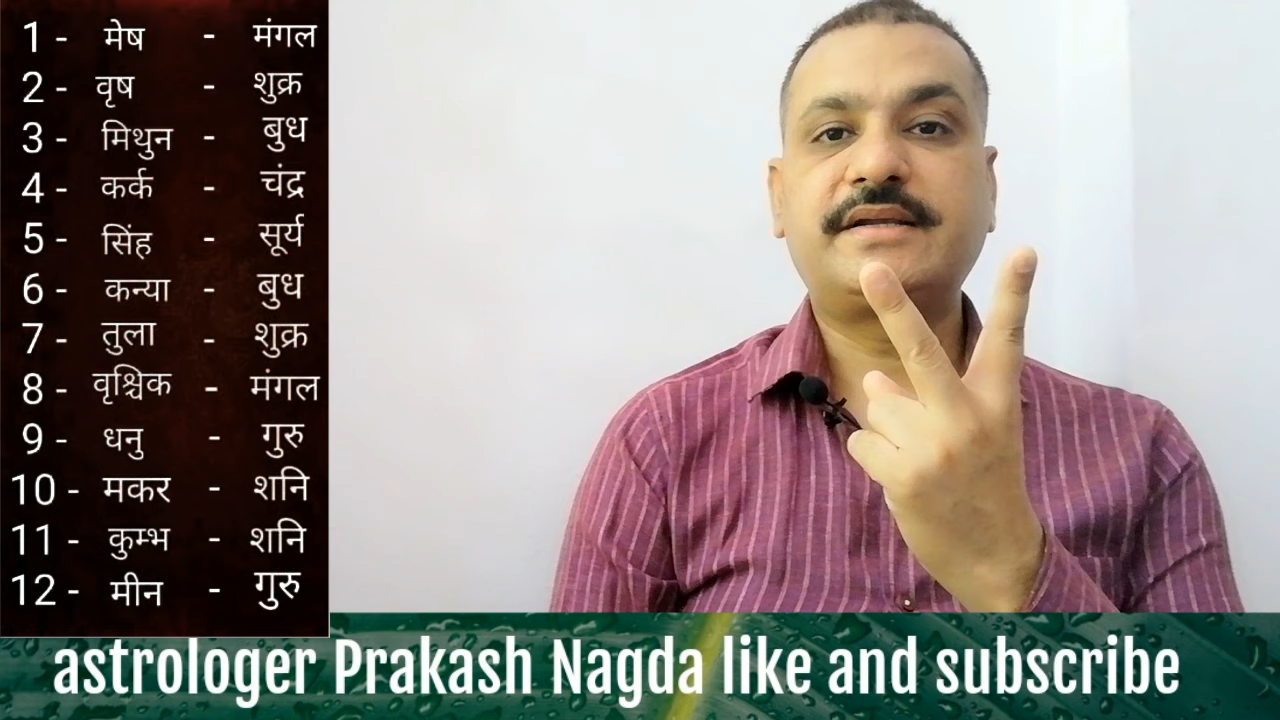 1 - मेष - मंगल
2 - वृष - शुक्र
3 - मिथुन - बुध
4 - कर्क - चंद्र
5 - सिंह - सूर्य
6 - कन्या - बुध
7 - तुला - शुक्र
8 - वृश्चिक - मंगल
9 - धनु - गुरु
10 - मकर - शनि
11 - कुम्भ - शनि
12 - मीन - गुरु
astrologer Prakash Nagda like and subscribe